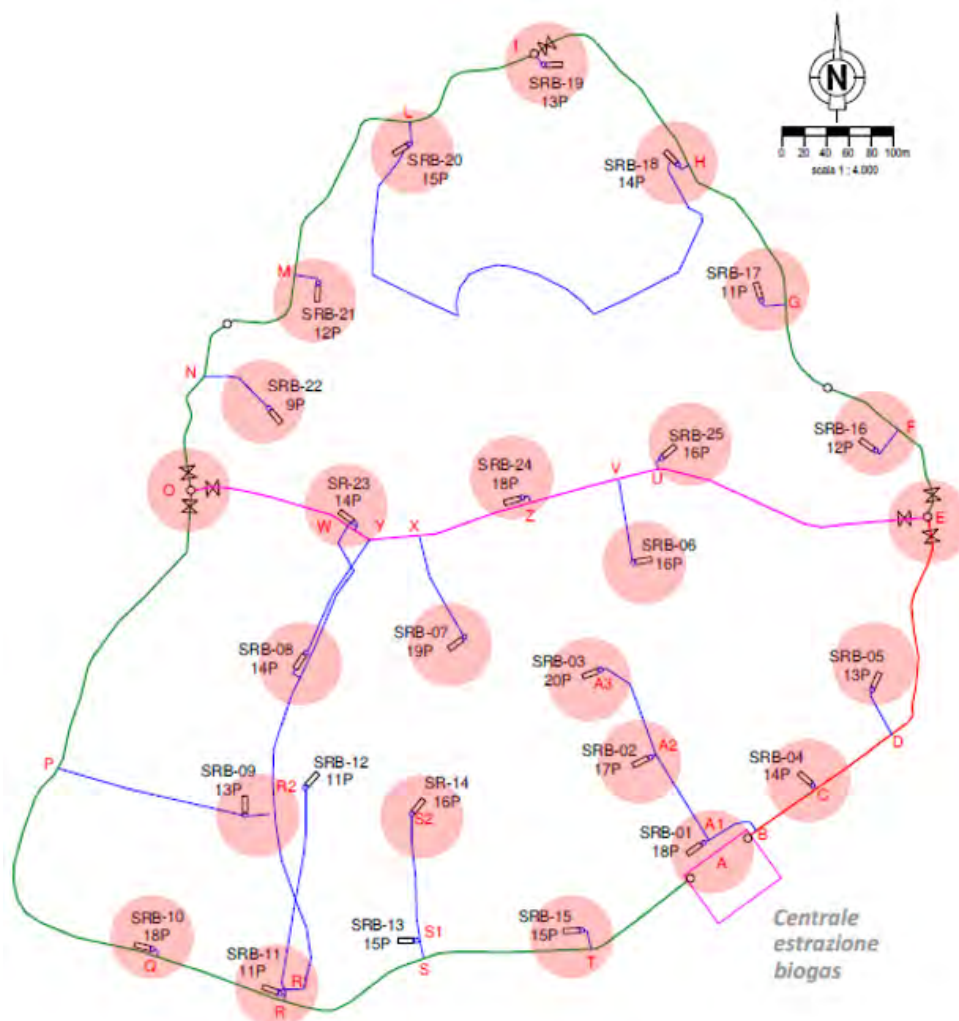 I
SRB-19
13P
N
0 20 40 60 80 100m
scala 1 : 4.000
L
SRB-20
15P
SRB-18
14P
H
M
SRB-21
12P
SRB-17
11P
G
N
SRB-22
9P
SRB-16
12P
F
O
SR-23
14P
W
Y
X
SRB-24
18P
Z
V
SRB-25
16P
U
E
SRB-06
16P
SRB-07
19P
SRB-08
14P
SRB-03
20P
A3
SRB-05
13P
D
SRB-02
17P
A2
SRB-04
14P
C
P
SRB-09
13P
R2
SRB-12
11P
SR-14
16P
S2
SRB-01
18P
A1
A
B
SRB-10
18P
Q
SRB-11
11P
R
R
SRB-13
15P
S1
S
SRB-15
15P
T
Centrale
estrazione
biogas